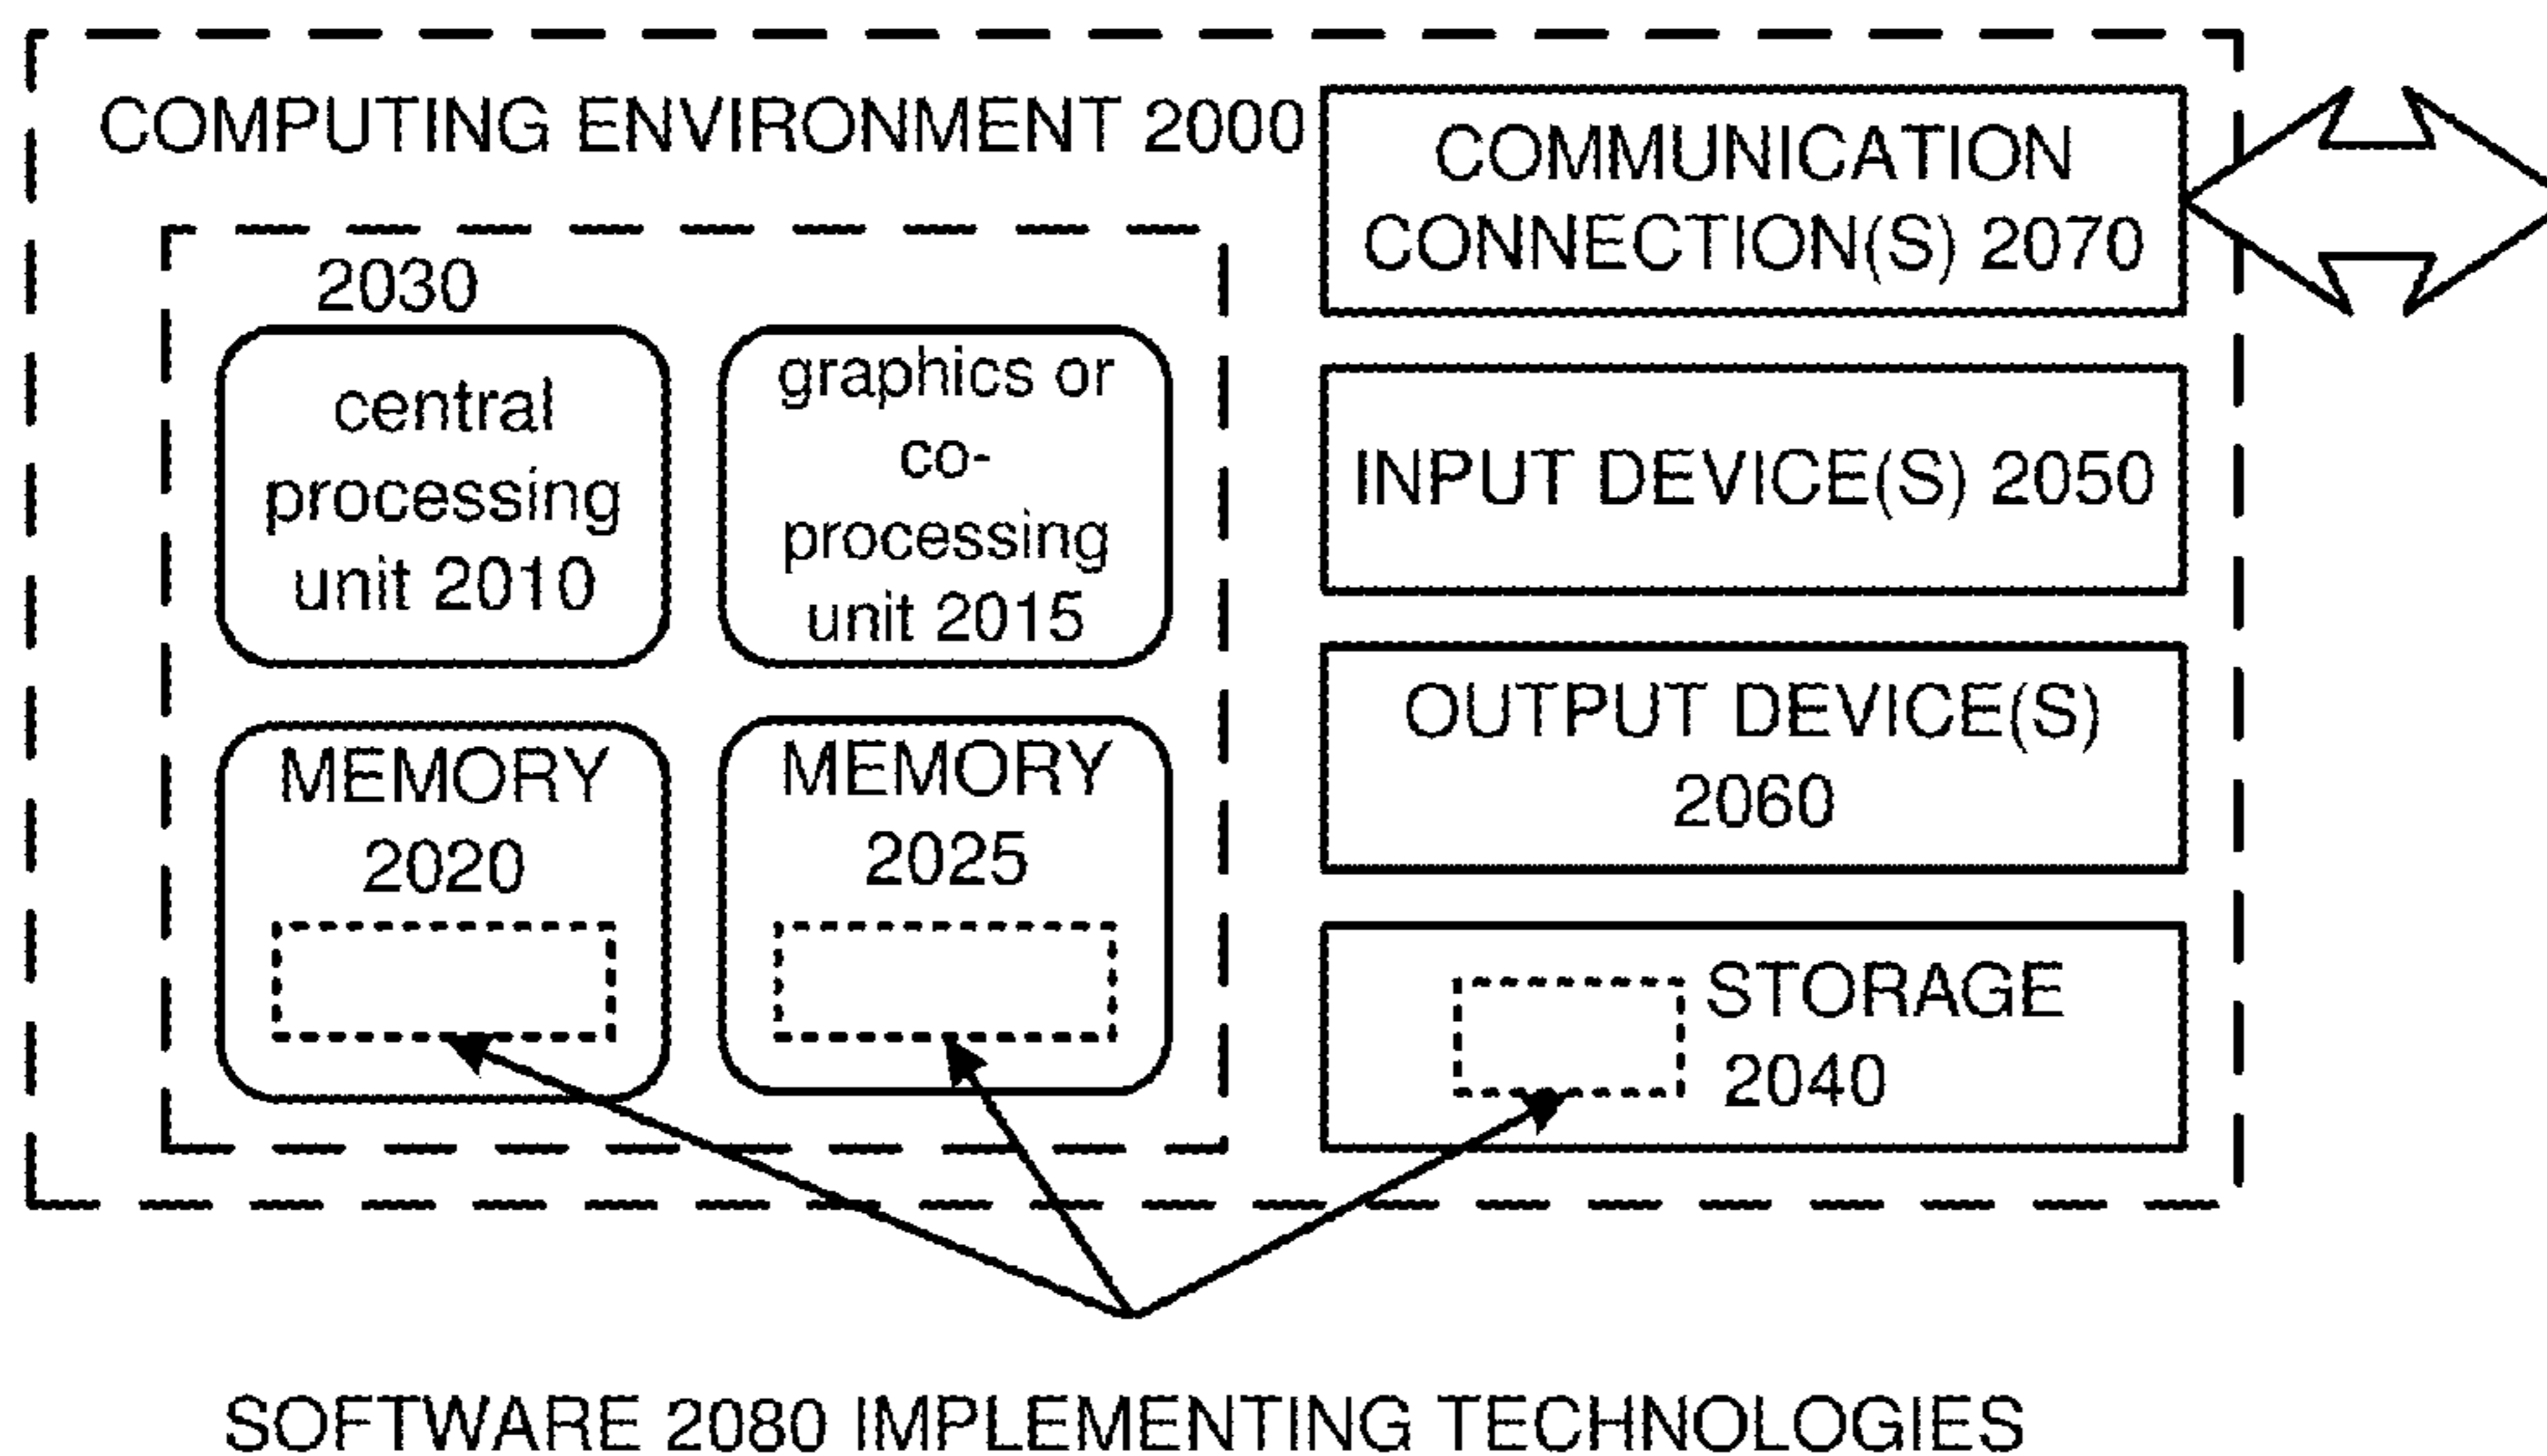 COMPUTING ENVIRONMENT 2000
2030
central
processing
unit 2010
graphics or
co-
processing
unit 2015
MEMORY
2020
MEMORY
2025
COMMUNICATION
CONNECTION(S) 2070
INPUT DEVICE(S) 2050
OUTPUT DEVICE(S)
2060
STORAGE
2040
SOFTWARE 2080 IMPLEMENTING TECHNOLOGIES